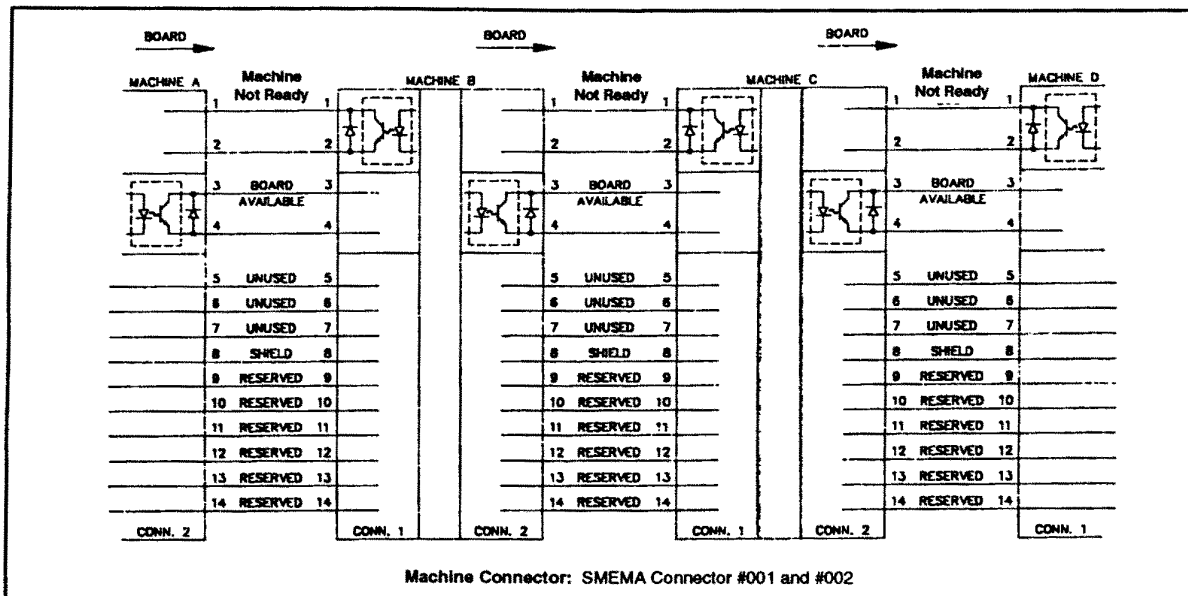 BOARD BOARD BOARD
MACHINE A Machine Not Ready MACHINE B Machine Not Ready MACHINE C Machine Not Ready MACHINE D
1 1 1 1 1 1
2 2 2 2 2 2
3 BOARD AVAILABLE 3 3 BOARD AVAILABLE 3 3 BOARD AVAILABLE 3
4 4 4 4 4 4
5 UNUSED 5 5 UNUSED 5 5 UNUSED 5
6 UNUSED 6 6 UNUSED 6 6 UNUSED 6
7 UNUSED 7 7 UNUSED 7 7 UNUSED 7
8 SHIELD 8 8 SHIELD 8 8 SHIELD 8
9 RESERVED 9 9 RESERVED 9 9 RESERVED 9
10 RESERVED 10 10 RESERVED 10 10 RESERVED 10
11 RESERVED 11 11 RESERVED 11 11 RESERVED 11
12 RESERVED 12 12 RESERVED 12 12 RESERVED 12
13 RESERVED 13 13 RESERVED 13 13 RESERVED 13
14 RESERVED 14 14 RESERVED 14 14 RESERVED 14
CONN. 2 CONN. 1 CONN. 2 CONN. 1 CONN. 2 CONN. 1
Machine Connector: SMEMA Connector #001 and #002